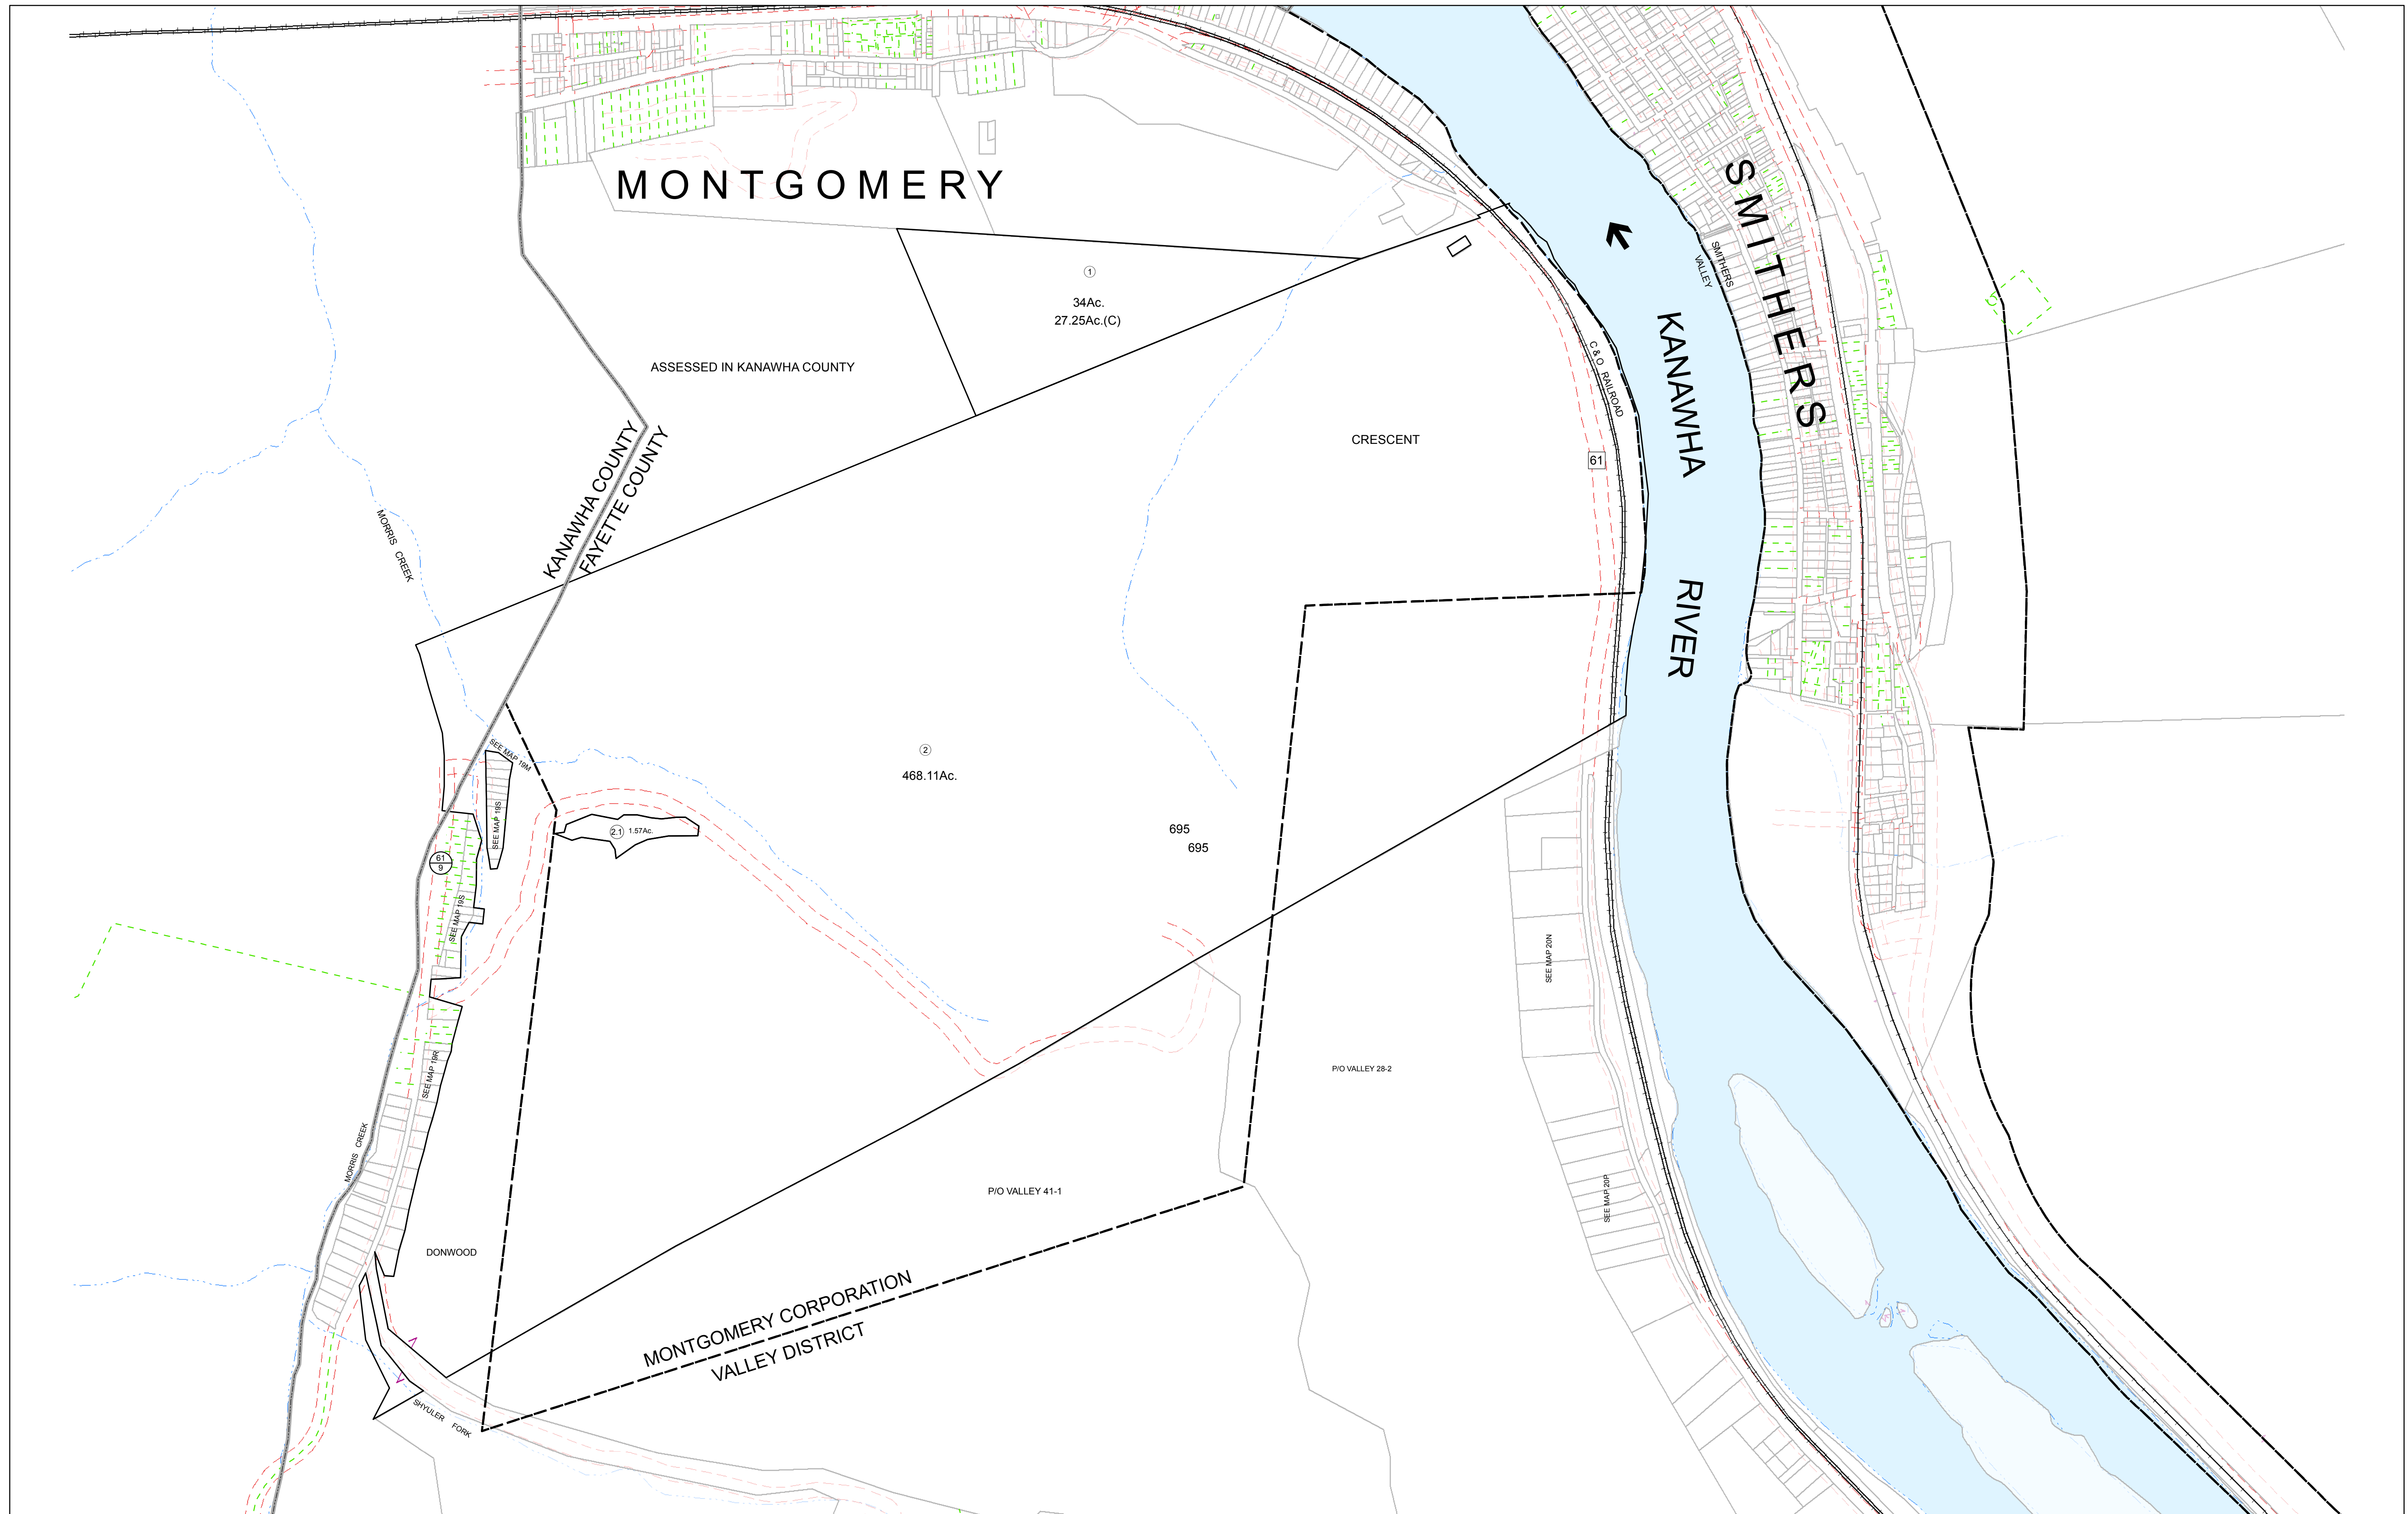 MONTGOMERY
SMITHERS
SMITHERS
VALLEY
1
34Ac.
27.25Ac.(C)
ASSESSED IN KANAWHA COUNTY
C & O RAILROAD
KANAWHA RIVER
CRESCENT
61
KANAWHA COUNTY
FAYETTE COUNTY
MORRIS CREEK
SEE MAP 19M
2
468.11Ac.
SEE MAP 19S
2.1
1.57Ac.
695
695
61
9
SEE MAP 19S
SEE MAP 20N
SEE MAP 19R
P/O VALLEY 28-2
MORRIS CREEK
P/O VALLEY 41-1
SEE MAP 20P
DONWOOD
MONTGOMERY CORPORATION
VALLEY DISTRICT
SHYULER FORK